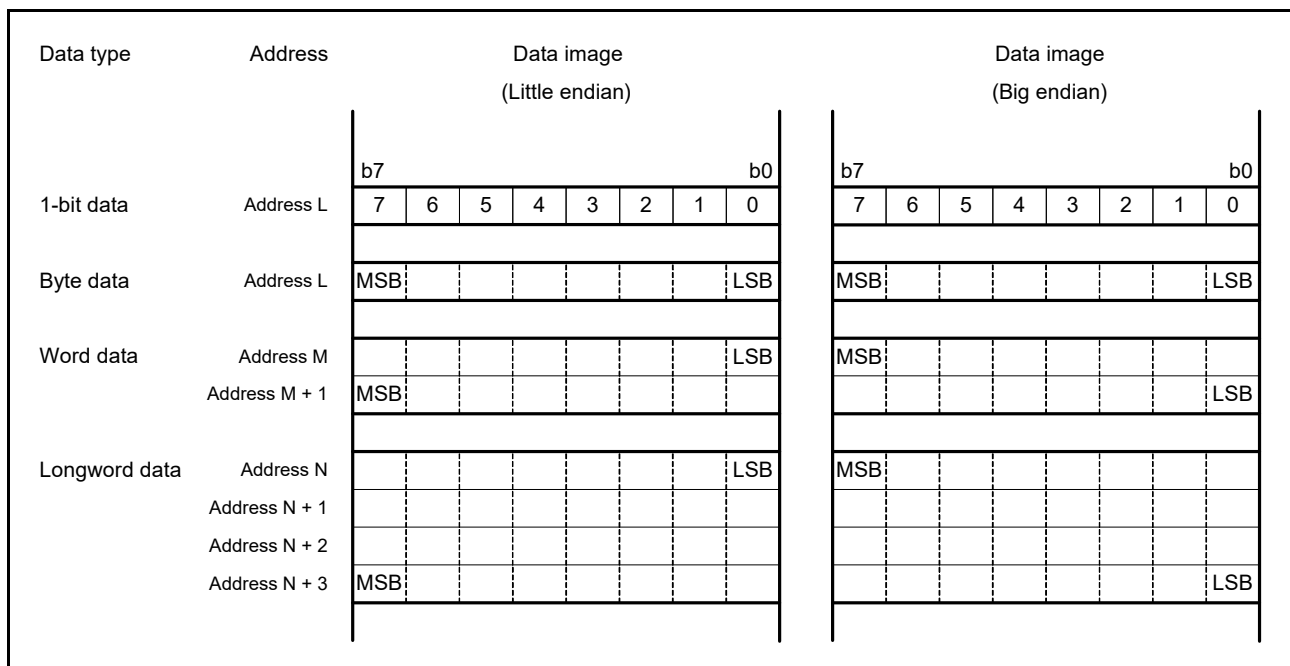 Data type Address Data image Data image
(Little endian) (Big endian)
b7 b0 b7 b0
1-bit data Address L 7 6 5 4 3 2 1 0 7 6 5 4 3 2 1 0
Byte data Address L MSB LSB MSB LSB
Word data Address M LSB MSB
Address M + 1 MSB LSB
Longword data Address N LSB MSB
Address N + 1
Address N + 2
Address N + 3 MSB LSB